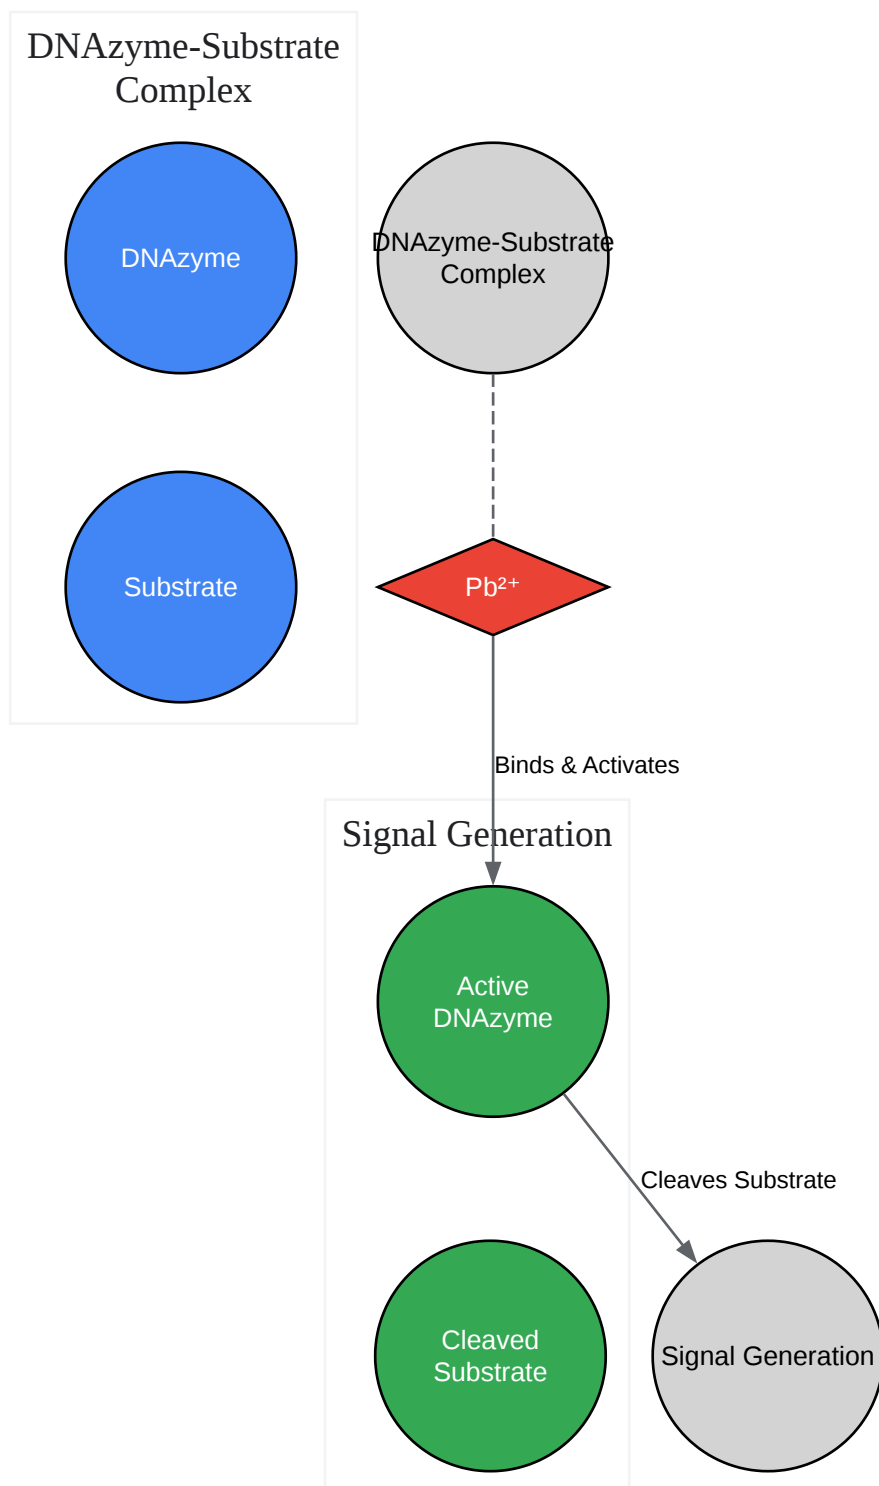 DNAzyme-Substrate
Complex
DNAzyme
DNAzyme-Substrate
Complex
Substrate
Pb²⁺
Binds & Activates
Signal Generation
Active
DNAzyme
Cleaves Substrate
Cleaved
Substrate
Signal Generation